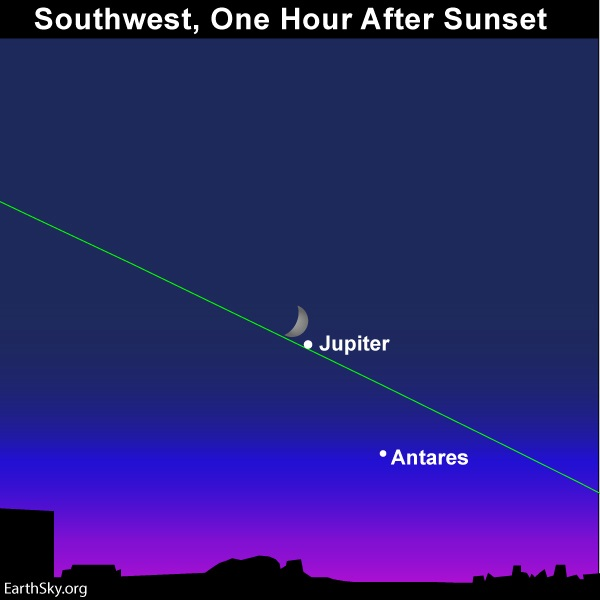 Southwest, One Hour After Sunset
Jupiter
Antares
EarthSky.org